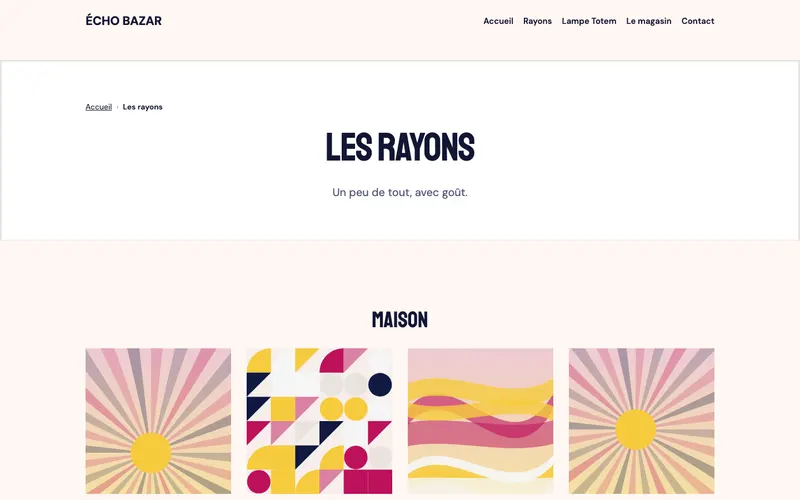 ÉCHO BAZAR
Accueil Rayons Lampe Totem Le magasin Contact
Accueil Les rayons
LES RAYONS
Un peu de tout, avec goût.
MAISON